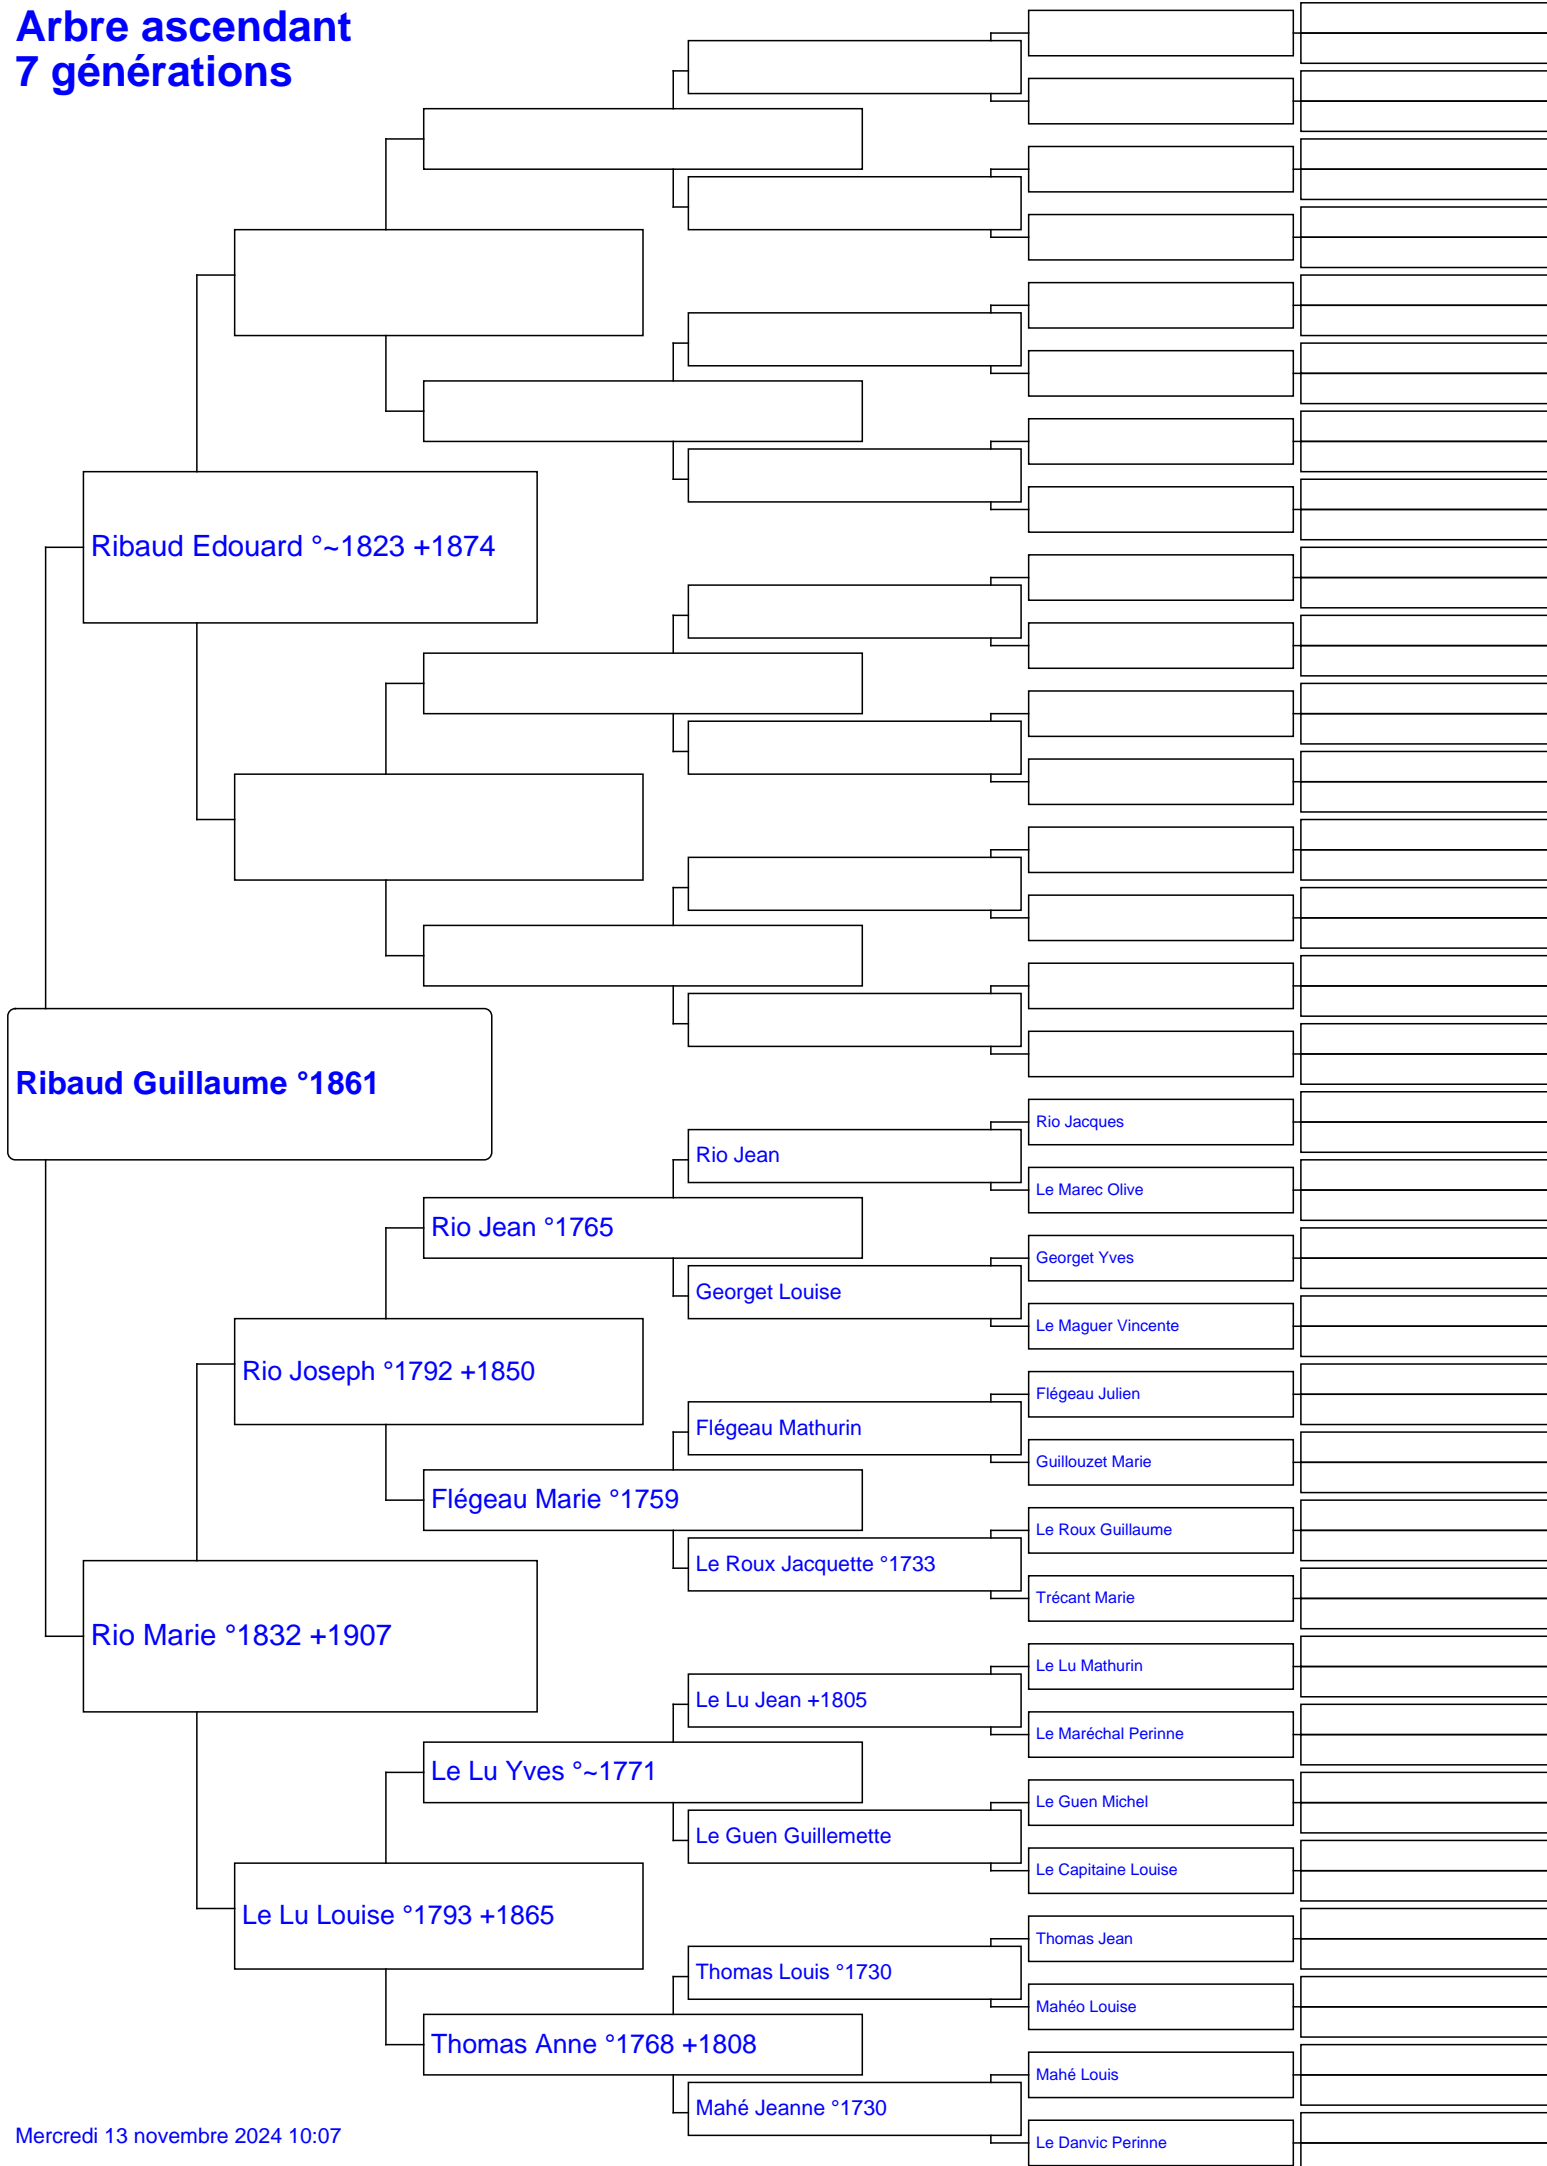 Arbre ascendant
7 générations
Ribaud Edouard °~1823 +1874
Ribaud Guillaume °1861
Rio Jacques
Rio Jean
Le Marec Olive
Rio Jean °1765
Georget Yves
Georget Louise
Le Maguer Vincente
Rio Joseph °1792 +1850
Flégeau Julien
Flégeau Mathurin
Guillouzet Marie
Flégeau Marie °1759
Le Roux Guillaume
Le Roux Jacquette °1733
Trécant Marie
Rio Marie °1832 +1907
Le Lu Mathurin
Le Lu Jean +1805
Le Maréchal Perinne
Le Lu Yves °~1771
Le Guen Michel
Le Guen Guillemette
Le Capitaine Louise
Le Lu Louise °1793 +1865
Thomas Jean
Thomas Louis °1730
Mahéo Louise
Thomas Anne °1768 +1808
Mahé Louis
Mahé Jeanne °1730
Le Danvic Perinne
Mercredi 13 novembre 2024 10:07